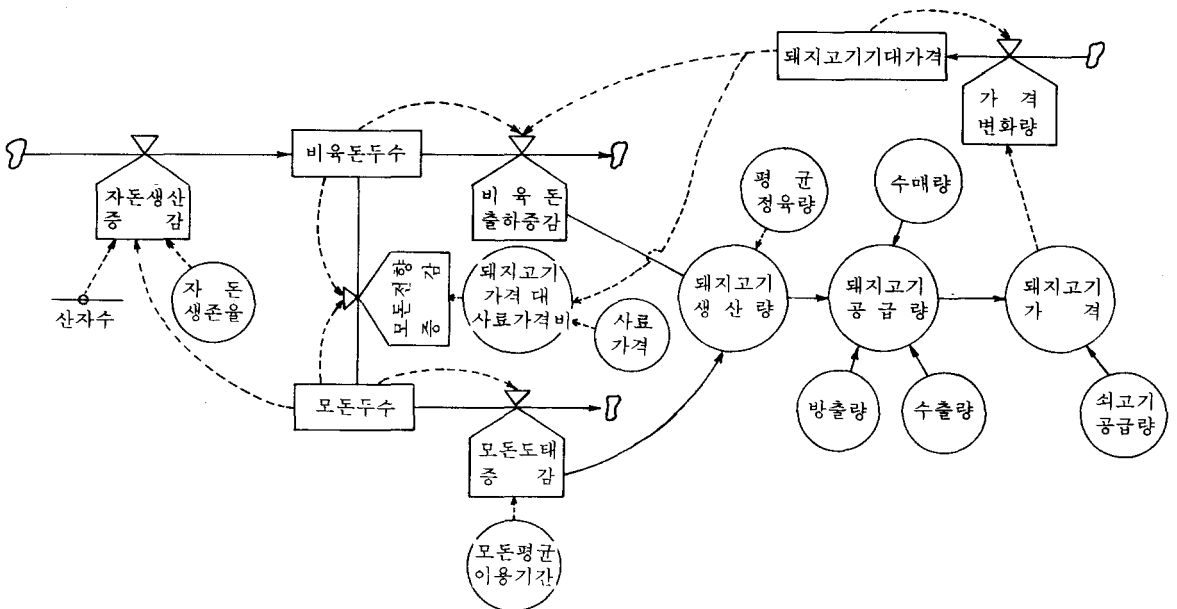 돼지고기기대가격
가 격
변화량
비육돈두수
자돈생산
증 감
비 육 돈
출하증감
평 균
정육량
수매량
산자수
자 돈
생존율
모돈전향
증 감
돼지고기
가격 대
사료가격비
사료
가격
돼지고기
생산량
돼지고기
공급량
돼지고기
가 격
모돈두수
방출량
수출량
쇠고기
공급량
모돈도태
증 감
모돈평균
이용기간